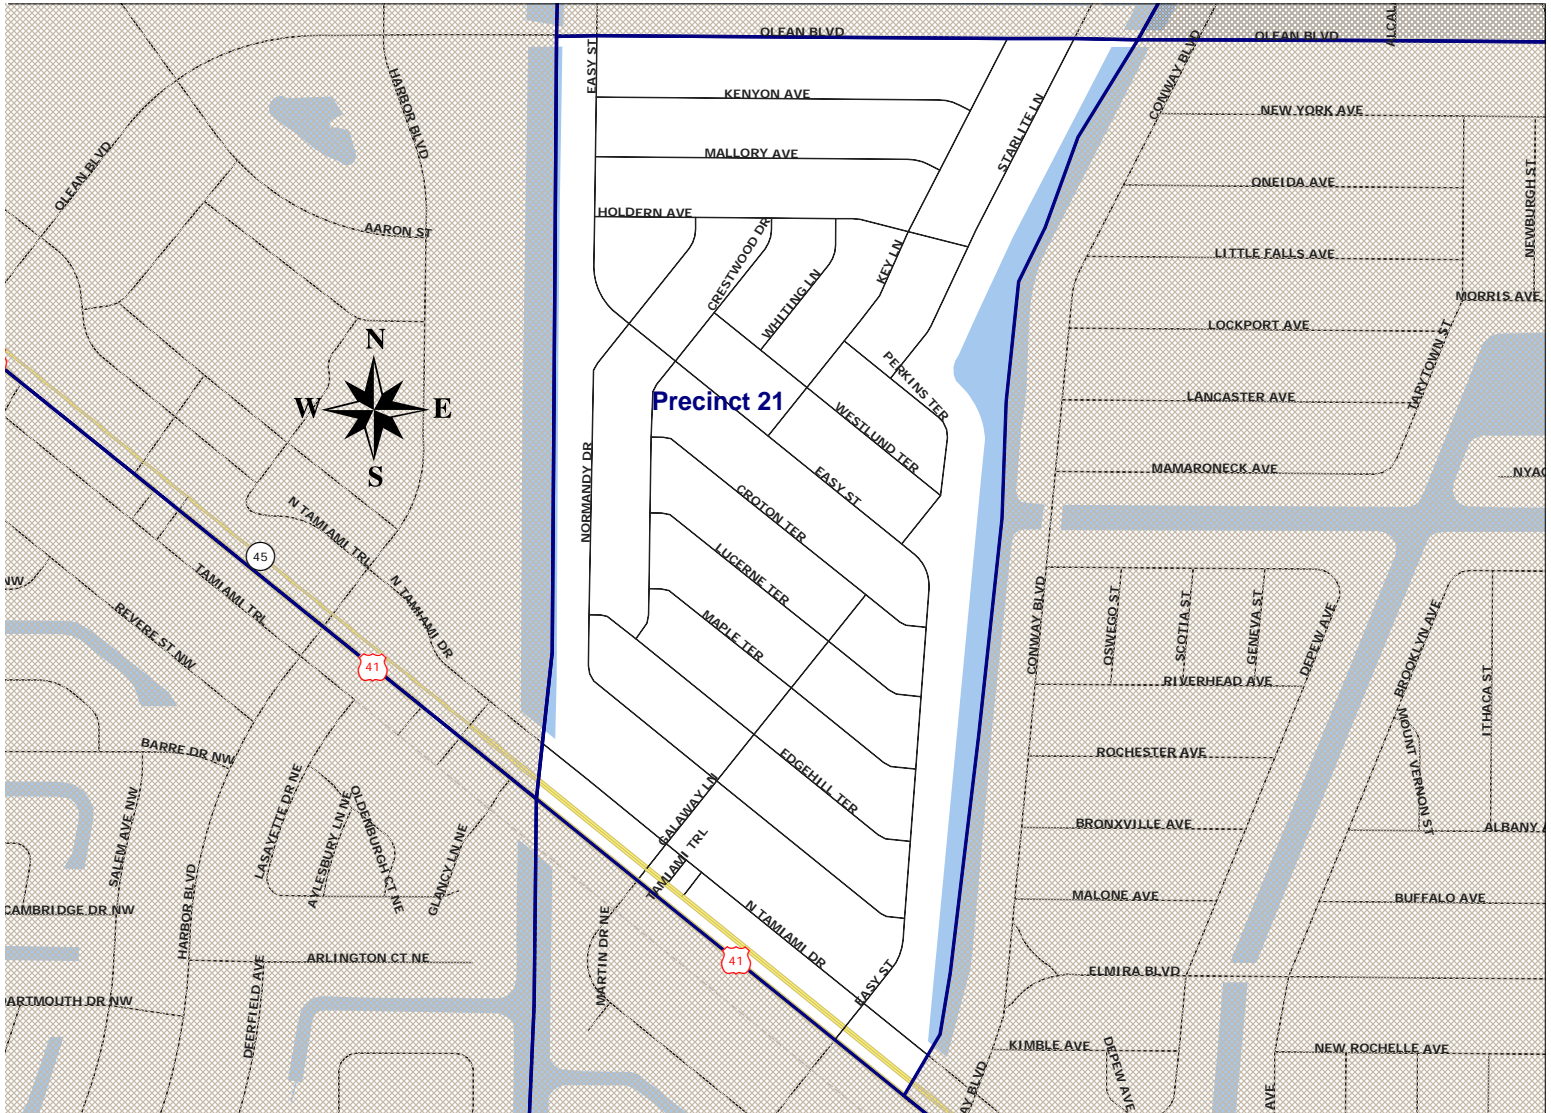 OLEAN BLVD
OLEAN BLVD
EASY ST
CONWAY BLVD
HARBOR BLVD
KENYON AVE
NEW YORK AVE
STARLITE LN
MALLORY AVE
OLEAN BLVD
ONEIDA AVE
NEWBURGH ST
HOLDERN AVE
AARON ST
CRESTWOOD DR
KEY LN
LITTLE FALLS AVE
WHITING LN
MORRIS AVE
LOCKPORT AVE
TARYTOWN ST
N
W
E
S
PERKINS TER
Precinct 21
LANCASTER AVE
WESTLUND TER
MAMARONECK AVE
EASY ST
NORMANDY DR
CROTON TER
N TAMIAMI TRL
45
LUCERNE TER
TAMIAMI TRL
N TAMIAMI DR
NW
REVERE ST NW
MAPLE TER
CONWAY BLVD
OSWEGO ST
SCOTIA ST
GENEVA ST
DEPEW AVE
BROOKLYN AVE
ITHACA ST
41
RIVERHEAD AVE
MOUNT VERNON ST
BARRE DR NW
ROCHESTER AVE
EDGEHILL TER
GALAWAY LN
LASAYETTE DR NE
OLDENBURGH CT NE
AYLESBURY LN NE
SALEM AVE NW
BRONXVILLE AVE
ALBANY
TAMIAMI TRL
GLANCY LN NE
MALONE AVE
BUFFALO AVE
CAMBRIDGE DR NW
HARBOR BLVD
MARTIN DR NE
N TAMIAMI DR
41
ARLINGTON CT NE
ELMIRA BLVD
EASY ST
DARTMOUTH DR NW
DEERFIELD AVE
KIMBLE AVE
DEPEW AVE
NEW ROCHELLE AVE
AY BLVD
AVE